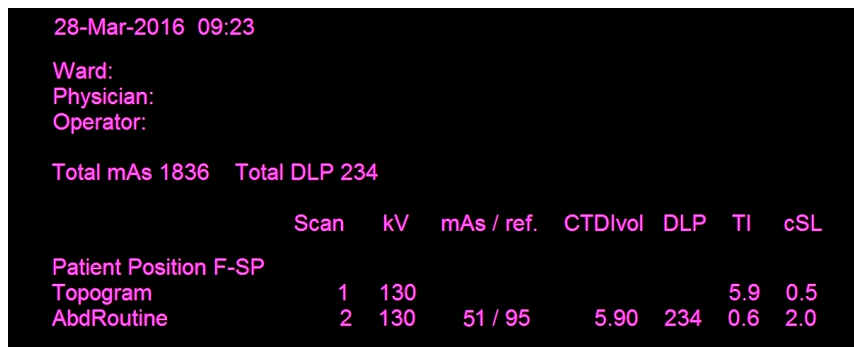 28-Mar-2016 09:23
Ward:
Physician:
Operator:
Total mAs 1836 Total DLP 234
Scan kV mAs / ref. CTDIvol DLP TI cSL
Patient Position F-SP
Topogram 1 130 5.9 0.5
AbdRoutine 2 130 51 / 95 5.90 234 0.6 2.0